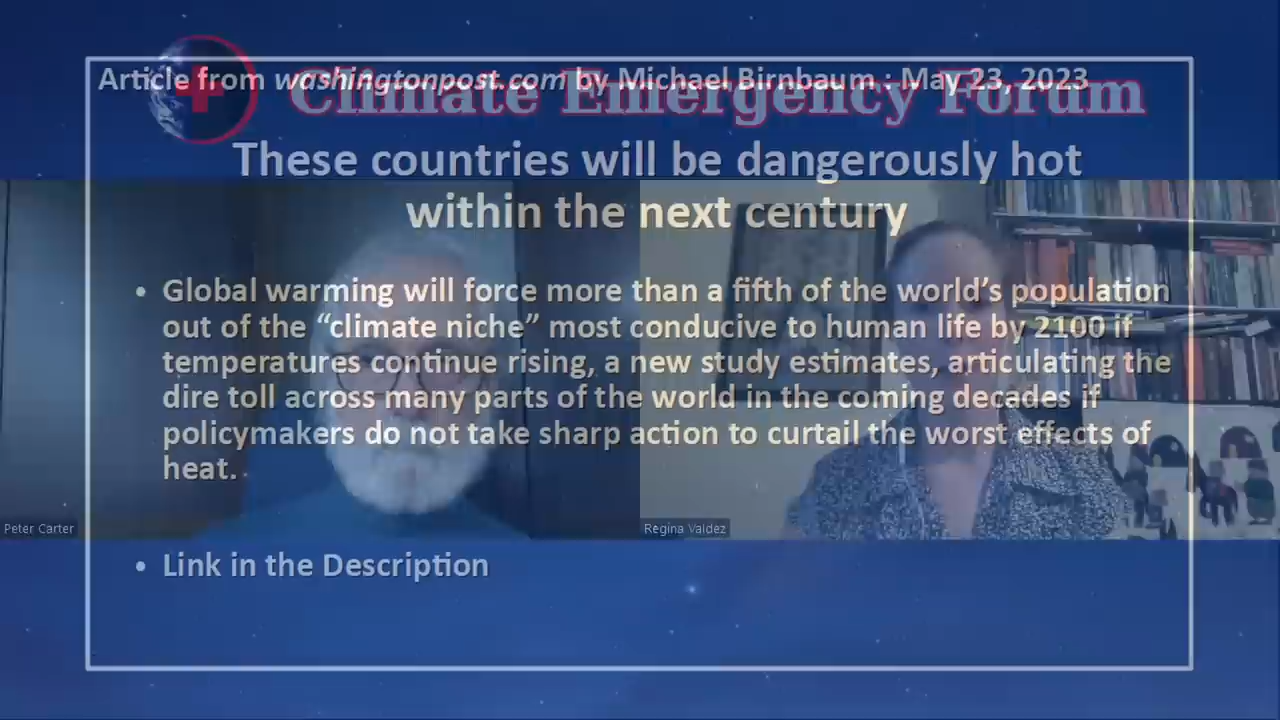 Article from washingtonpost.com by Michael Birnbaum : May 23, 2023
Climate Emergency Forum
These countries will be dangerously hot
within the next century
• Global warming will force more than a fifth of the world’s population
out of the “climate niche” most conducive to human life by 2100 if
temperatures continue rising, a new study estimates, articulating the
dire toll across many parts of the world in the coming decades if
policymakers do not take sharp action to curtail the worst effects of
heat.
Peter Carter
Regina Valdez
• Link in the Description